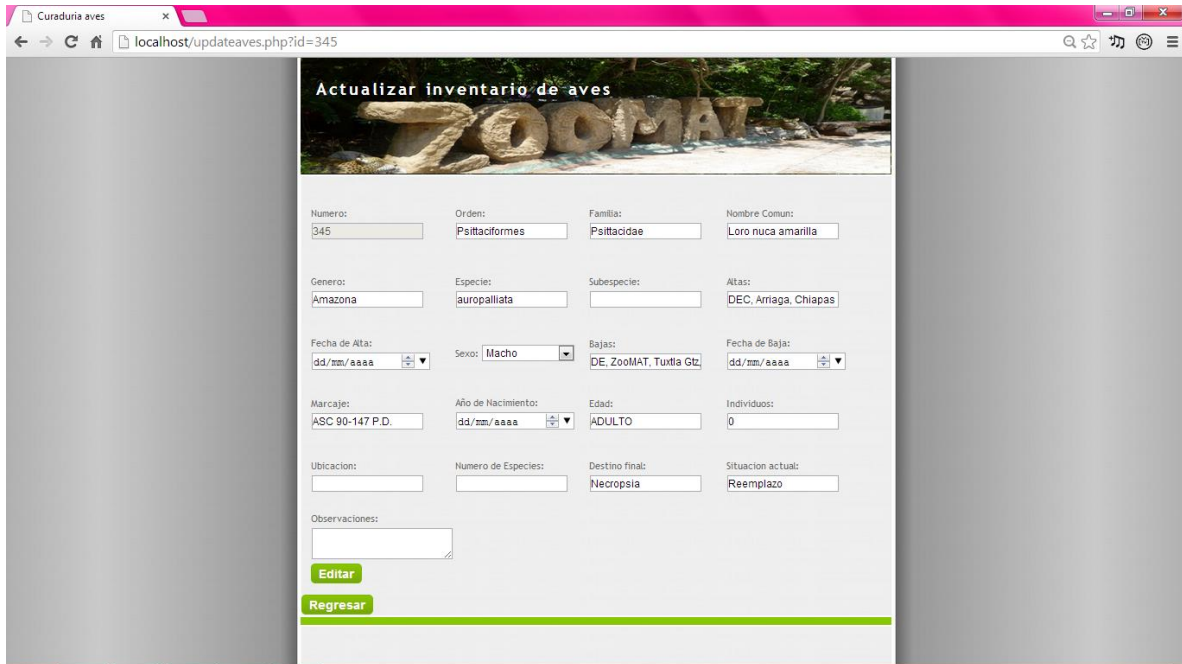 Curaduria aves
localhost/updateaves.php?id=345
Actualizar inventario de aves
ZOOMAT
Numero: Orden: Familia: Nombre Comun:
345 Psittaciformes Psittacidae Loro nuca amarilla
Genero: Especie: Subespecie: Altas:
Amazona auropalliata DEC, Arriaga, Chiapas
Fecha de Alta: Sexo: Macho Bajas: Fecha de Baja:
dd/mm/aaaa DE, ZooMAT, Tuxtla Gtz, dd/mm/aaaa
Marcaje: Año de Nacimiento: Edad: Individuos:
ASC 90-147 P.D. dd/mm/aaaa ADULTO 0
Ubicacion: Numero de Especies: Destino final: Situacion actual:
Necropsia Reemplazo
Observaciones:
Editar
Regresar